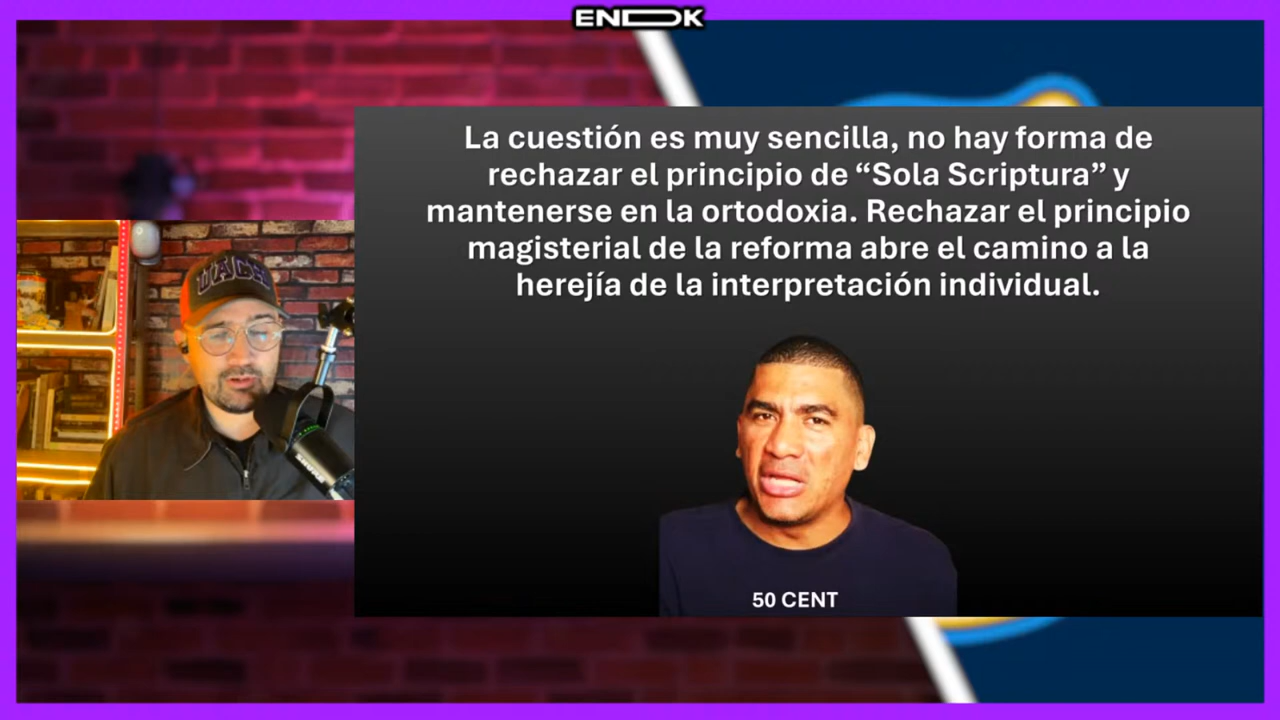 ENDOK
La cuestión es muy sencilla, no hay forma de
rechazar el principio de “Sola Scriptura” y
mantenerse en la ortodoxia. Rechazar el principio
magisterial de la reforma abre el camino a la
herejía de la interpretación individual.
50 CENT